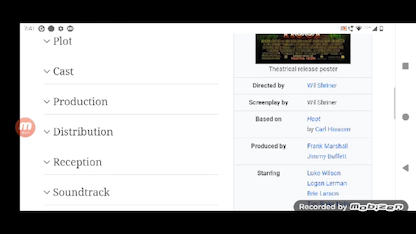 7:41
Plot
Cast
Production
Distribution
Reception
Soundtrack
Theatrical release poster
Directed by Wil Shriner
Screenplay by Wil Shriner
Based on Hoot
by Carl Hiaasen
Produced by Frank Marshall
Jimmy Buffett
Starring Luke Wilson
Logan Lerman
Brie Larson
Recorded by MOBIZEN